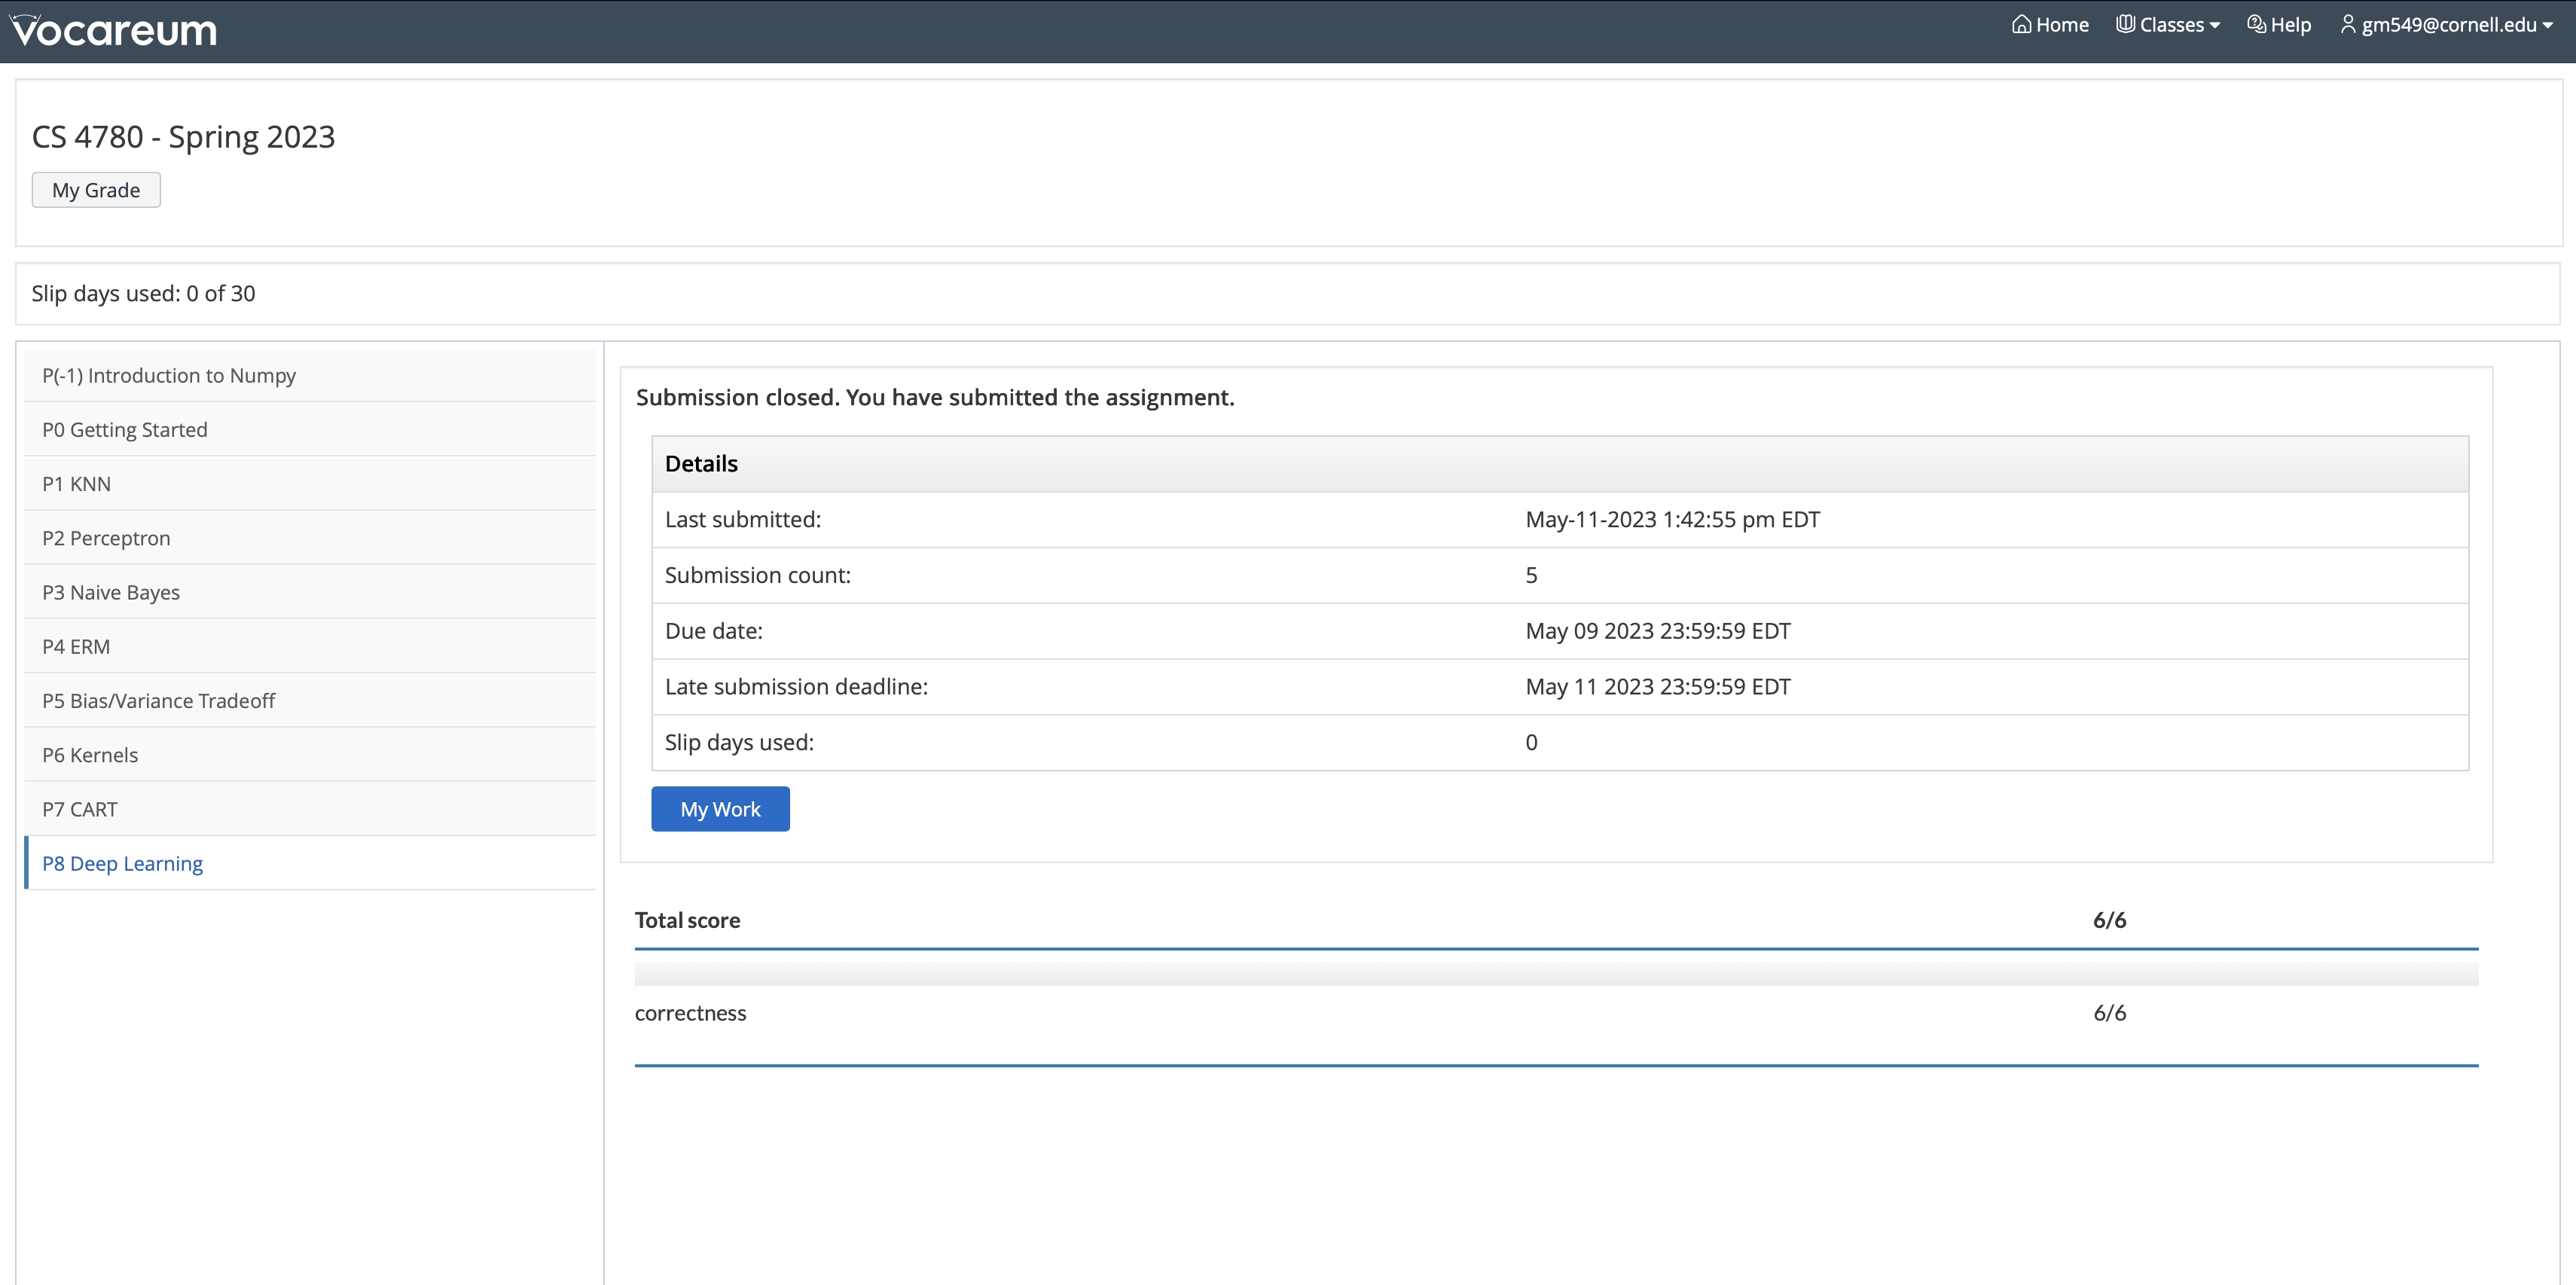 Vocareum
Home Classes Help gm549@cornell.edu
CS 4780 - Spring 2023
My Grade
Slip days used: 0 of 30
P(-1) Introduction to Numpy
P0 Getting Started
P1 KNN
P2 Perceptron
P3 Naive Bayes
P4 ERM
P5 Bias/Variance Tradeoff
P6 Kernels
P7 CART
P8 Deep Learning
Submission closed. You have submitted the assignment.
Details
Last submitted: May-11-2023 1:42:55 pm EDT
Submission count: 5
Due date: May 09 2023 23:59:59 EDT
Late submission deadline: May 11 2023 23:59:59 EDT
Slip days used: 0
My Work
Total score 6/6
correctness 6/6